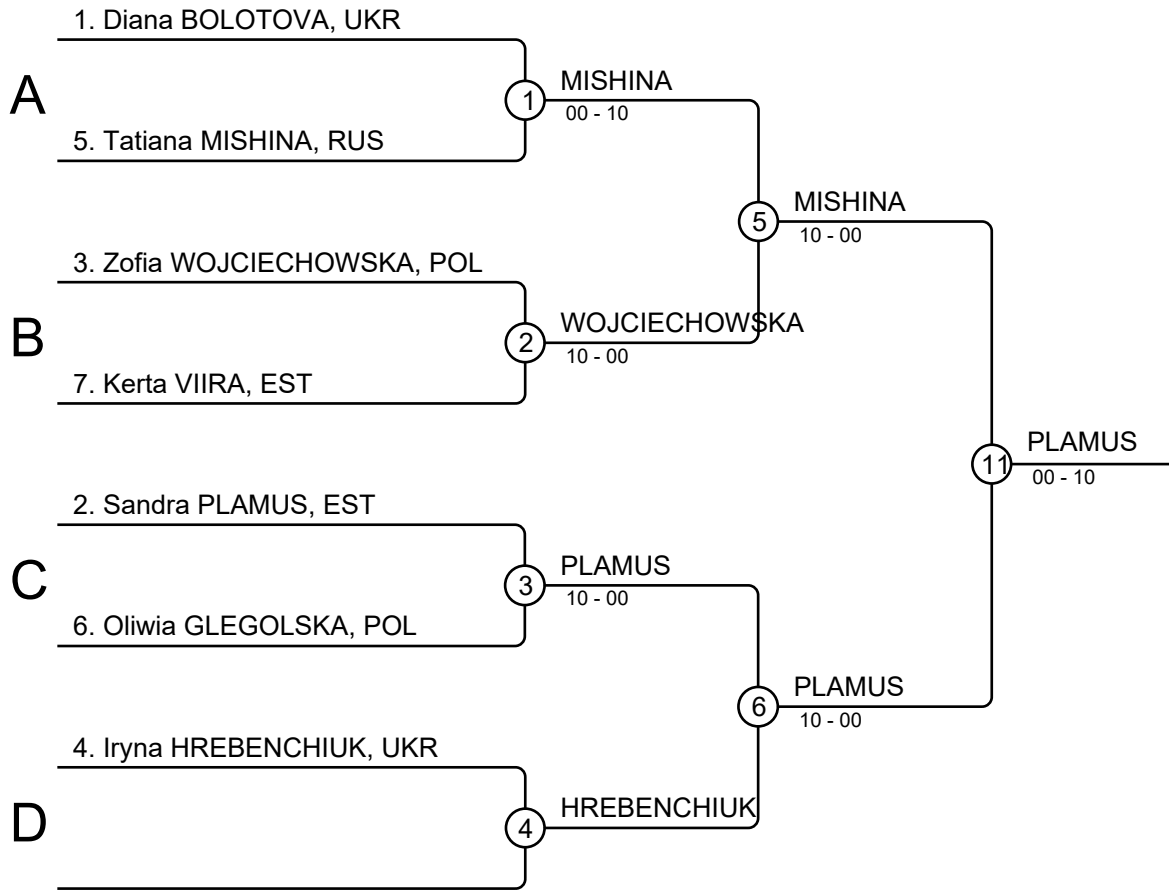 1. Diana BOLOTOVA, UKR
A
1
MISHINA
00 - 10
5. Tatiana MISHINA, RUS
5
MISHINA
10 - 00
3. Zofia WOJCIECHOWSKA, POL
B
2
WOJCIECHOWSKA
10 - 00
7. Kerta VIIRA, EST
11
PLAMUS
00 - 10
2. Sandra PLAMUS, EST
C
3
PLAMUS
10 - 00
6. Oliwia GLEGOLSKA, POL
6
PLAMUS
10 - 00
4. Iryna HREBENCHIUK, UKR
D
4
HREBENCHIUK